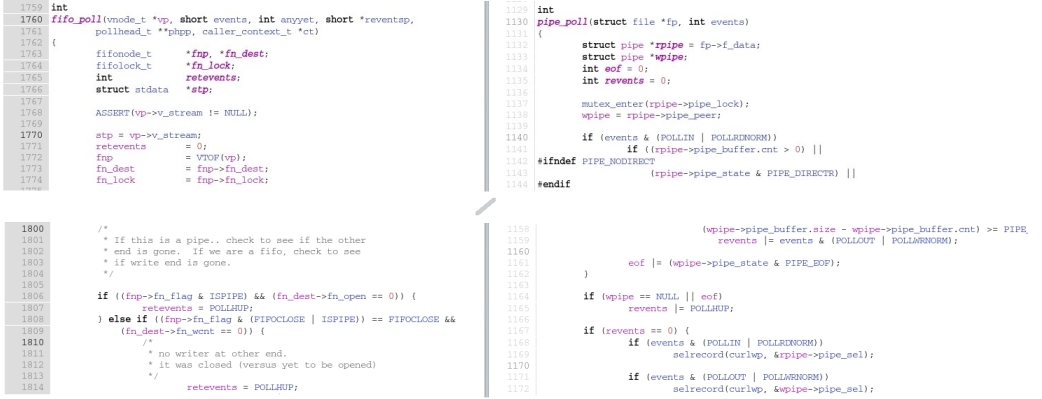 1759 int
1760 fifo_poll(vnode_t *vp, short events, int anyyet, short *reventsp,
1761 pollhead_t **phpp, caller_context_t *ct)
1762 {
1763 fifonode_t *fnp, *fn_dest;
1764 fifolock_t *fn_lock;
1765 int retevents;
1766 struct stdata *stp;
1767
1768 ASSERT(vp->v_stream != NULL);
1769
1770 stp = vp->v_stream;
1771 retevents = 0;
1772 fnp = VTOF(vp);
1773 fn_dest = fnp->fn_dest;
1774 fn_lock = fnp->fn_lock;
1775
1800 /*
1801 * If this is a pipe.. check to see if the other
1802 * end is gone. If we are a fifo, check to see
1803 * if write end is gone.
1804 */
1805
1806 if ((fnp->fn_flag & ISPIPE) && (fn_dest->fn_open == 0)) {
1807 retevents = POLLHUP;
1808 } else if ((fnp->fn_flag & (FIFOCLOSE | ISPIPE)) == FIFOCLOSE &&
1809 (fn_dest->fn_wcnt == 0)) {
1810 /*
1811 * no writer at other end.
1812 * it was closed (versus yet to be opened)
1813 */
1814 retevents = POLLHUP;
1129 int
1130 pipe_poll(struct file *fp, int events)
1131 {
1132 struct pipe *rpipe = fp->f_data;
1133 struct pipe *wpipe;
1134 int eof = 0;
1135 int revents = 0;
1136
1137 mutex_enter(rpipe->pipe_lock);
1138 wpipe = rpipe->pipe_peer;
1139
1140 if (events & (POLLIN | POLLRDNORM))
1141 if ((rpipe->pipe_buffer.cnt > 0) ||
1142 #ifndef PIPE_NODIRECT
1143 (rpipe->pipe_state & PIPE_DIRECTR) ||
1144 #endif
1158 (wpipe->pipe_buffer.size - wpipe->pipe_buffer.cnt) >= PIPE_
1159 revents |= events & (POLLOUT | POLLWRNORM);
1160
1161 eof |= (wpipe->pipe_state & PIPE_EOF);
1162 }
1163
1164 if (wpipe == NULL || eof)
1165 revents |= POLLHUP;
1166
1167 if (revents == 0) {
1168 if (events & (POLLIN | POLLRDNORM))
1169 selrecord(curlwp, &rpipe->pipe_sel);
1170
1171 if (events & (POLLOUT | POLLWRNORM))
1172 selrecord(curlwp, &wpipe->pipe_sel);